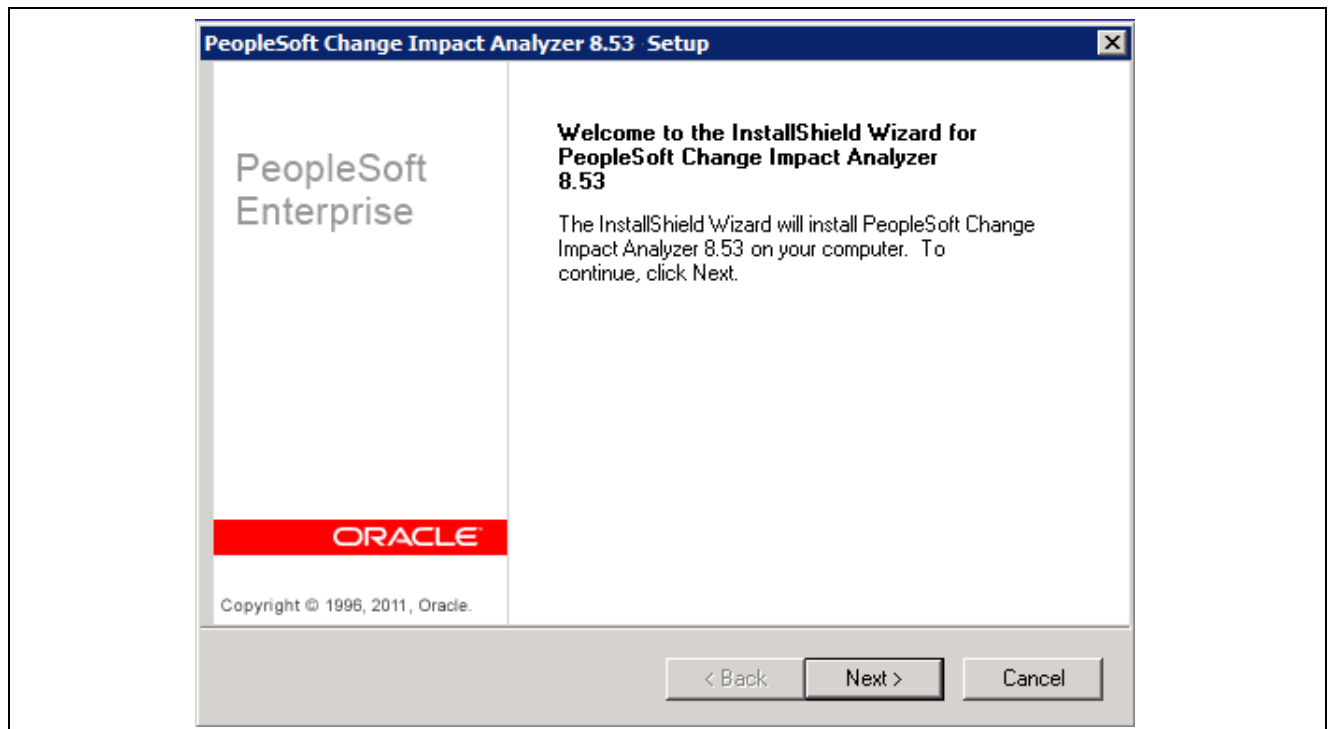 PeopleSoft Change Impact Analyzer 8.53 Setup
PeopleSoft
Enterprise
ORACLE
Copyright © 1996, 2011, Oracle.
Welcome to the InstallShield Wizard for
PeopleSoft Change Impact Analyzer
8.53
The InstallShield Wizard will install PeopleSoft Change
Impact Analyzer 8.53 on your computer. To
continue, click Next.
< Back Next > Cancel